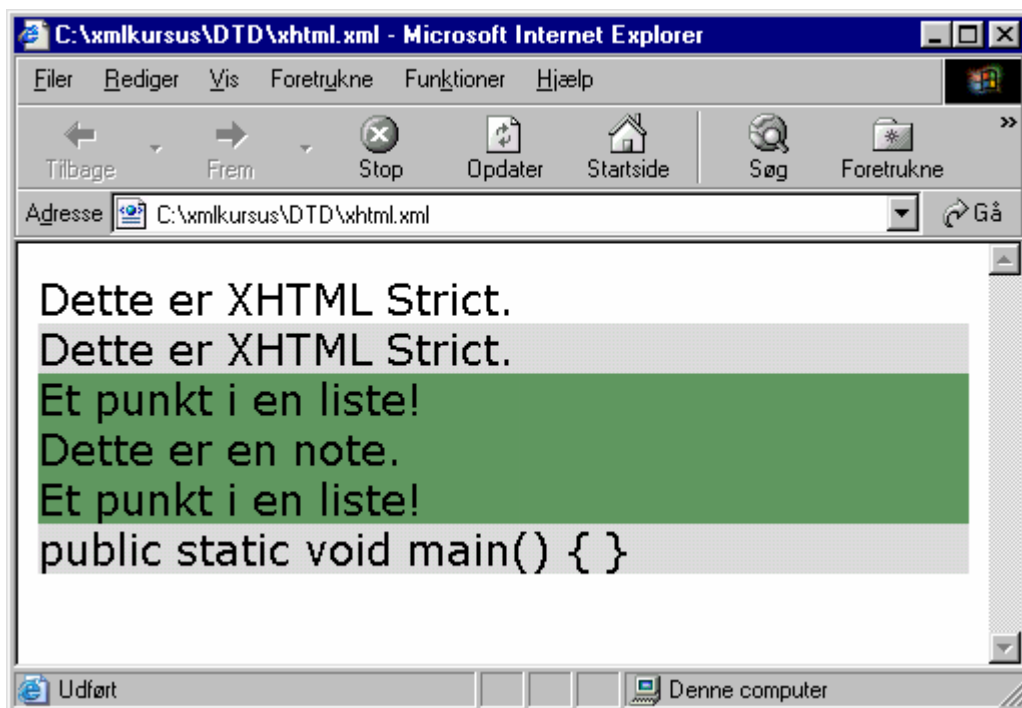 C:\xmlkursus\DTD\xhtml.xml - Microsoft Internet Explorer
Filer Rediger Vis Foretrukne Funktioner Hjælp
Tilbage Frem Stop Opdater Startside Søg Foretrukne »
Adresse C:\xmlkursus\DTD\xhtml.xml Gå
Dette er XHTML Strict.
Dette er XHTML Strict.
Et punkt i en liste!
Dette er en note.
Et punkt i en liste!
public static void main() { }
Udført Denne computer